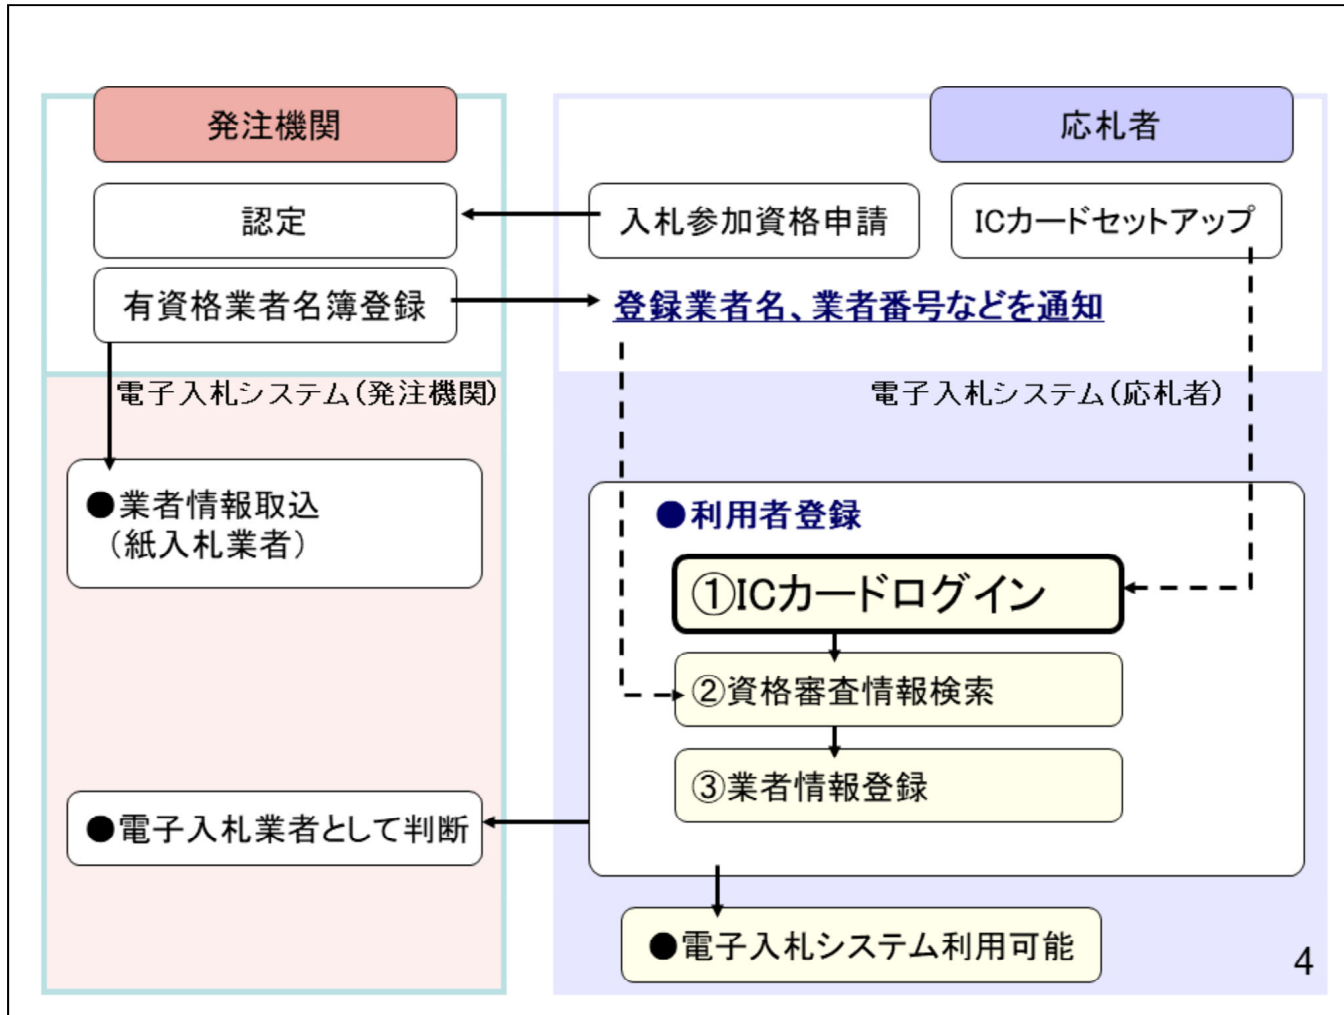 発注機関
応札者
認定
入札参加資格申請
ICカードセットアップ
有資格業者名簿登録
登録業者名、業者番号などを通知
電子入札システム(発注機関)
電子入札システム(応札者)
●業者情報取込
(紙入札業者)
●利用者登録
①ICカードログイン
②資格審査情報検索
③業者情報登録
●電子入札業者として判断
●電子入札システム利用可能
4